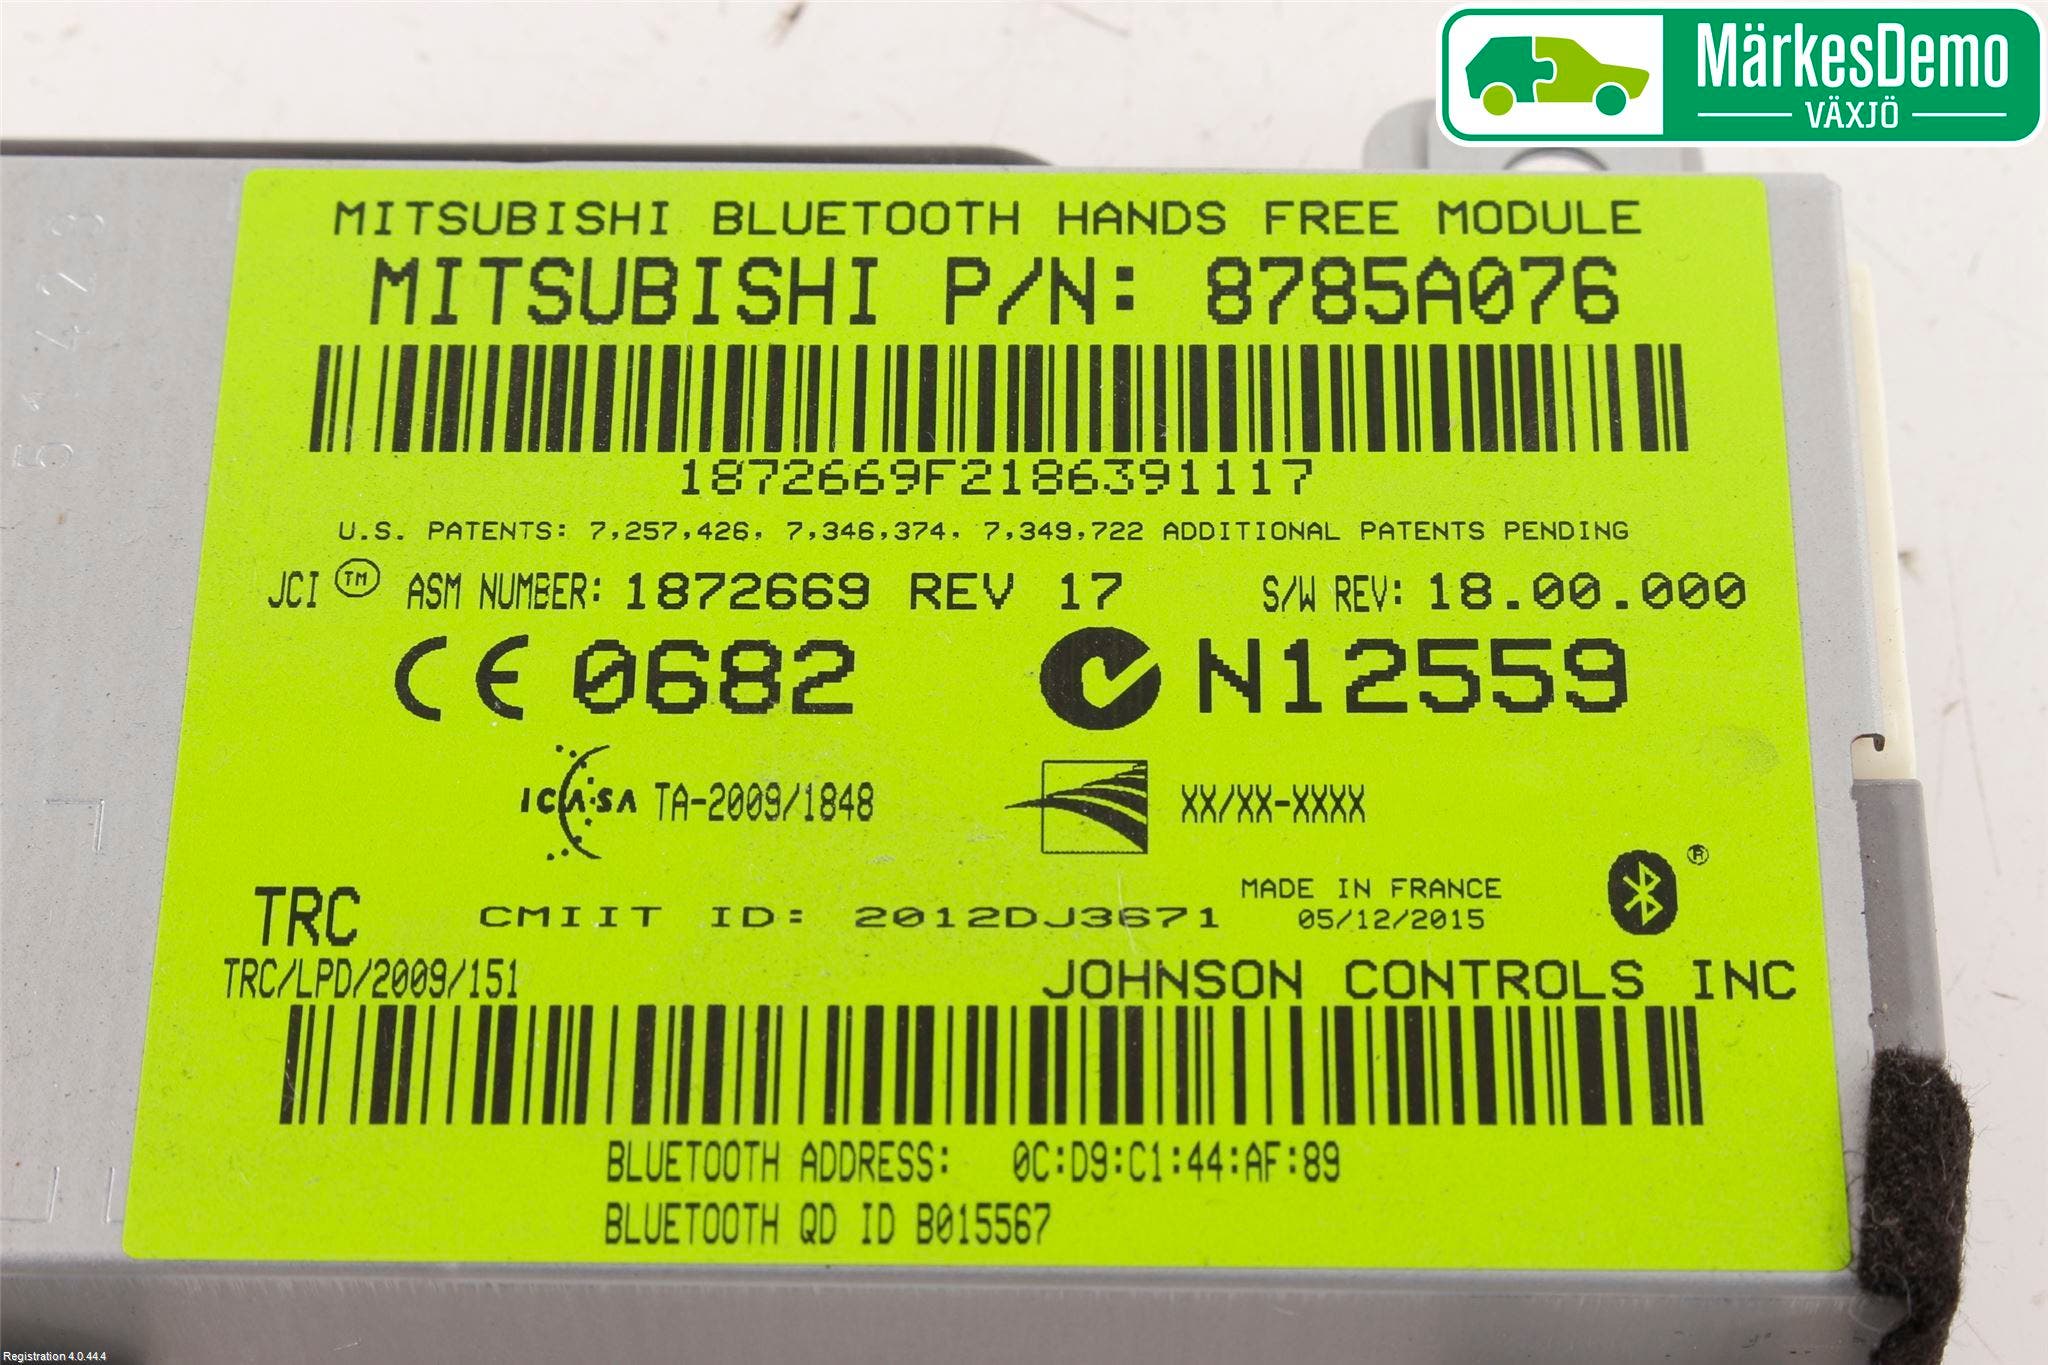 MärkesDemo
VÄXJÖ
MITSUBISHI BLUETOOTH HANDS FREE MODULE
MITSUBISHI P/N: 8785A076
1872669F2186391117
U.S. PATENTS: 7,257,426, 7,346,374, 7,349,722 ADDITIONAL PATENTS PENDING
JCI TM ASM NUMBER: 1872669 REV 17 S/W REV: 18.00.000
CE 0682 N12559
ICASA TA-2009/1848 XX/XX-XXXX
MADE IN FRANCE
TRC CMIIT ID: 2012DJ3671 05/12/2015
TRC/LPD/2009/151 JOHNSON CONTROLS INC
BLUETOOTH ADDRESS: 0C:D9:C1:44:AF:89
BLUETOOTH QD ID B015567
Registration 4.0.44.4